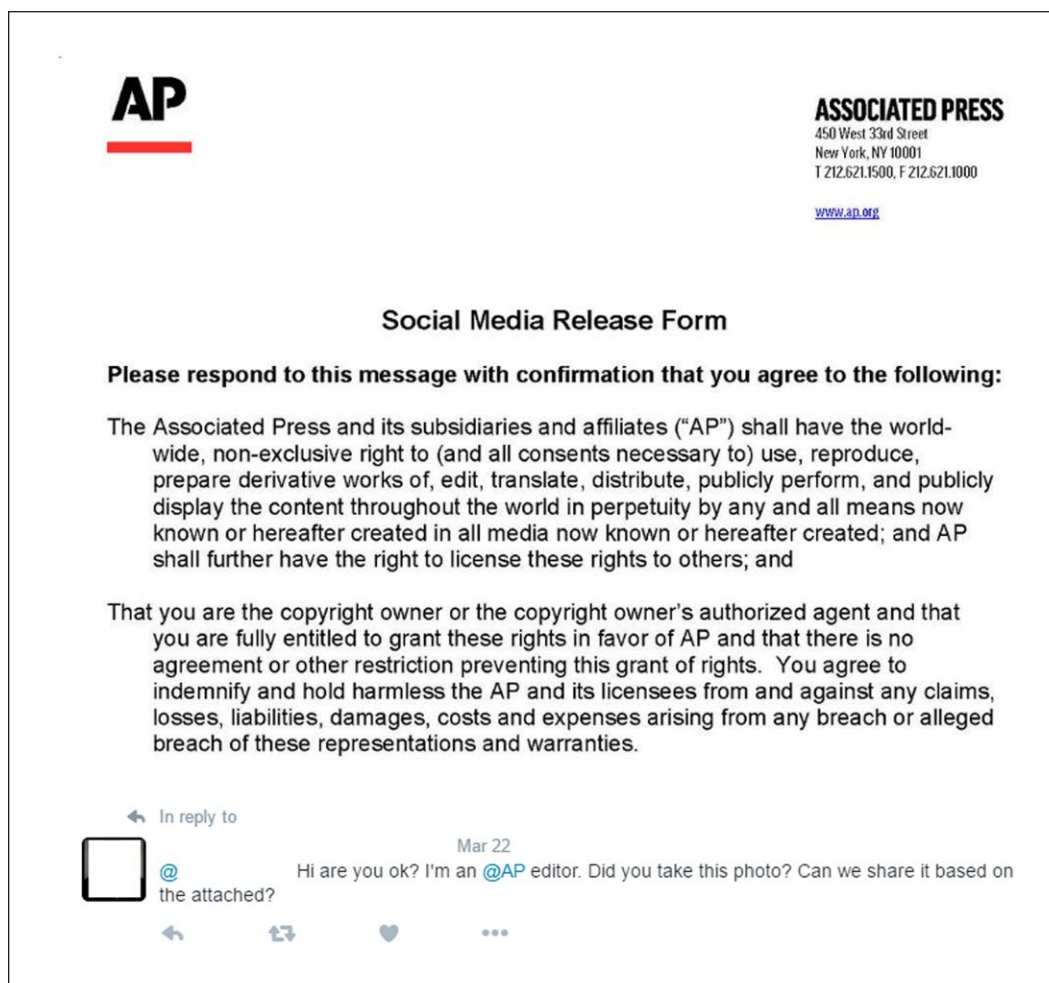 AP
ASSOCIATED PRESS
450 West 33rd Street
New York, NY 10001
T 212.621.1500, F 212.621.1000
www.ap.org
Social Media Release Form
Please respond to this message with confirmation that you agree to the following:
The Associated Press and its subsidiaries and affiliates (“AP”) shall have the world-
wide, non-exclusive right to (and all consents necessary to) use, reproduce,
prepare derivative works of, edit, translate, distribute, publicly perform, and publicly
display the content throughout the world in perpetuity by any and all means now
known or hereafter created in all media now known or hereafter created; and AP
shall further have the right to license these rights to others; and
That you are the copyright owner or the copyright owner’s authorized agent and that
you are fully entitled to grant these rights in favor of AP and that there is no
agreement or other restriction preventing this grant of rights.  You agree to
indemnify and hold harmless the AP and its licensees from and against any claims,
losses, liabilities, damages, costs and expenses arising from any breach or alleged
breach of these representations and warranties.
In reply to
Mar 22
@ Hi are you ok? I'm an @AP editor. Did you take this photo? Can we share it based on
the attached?